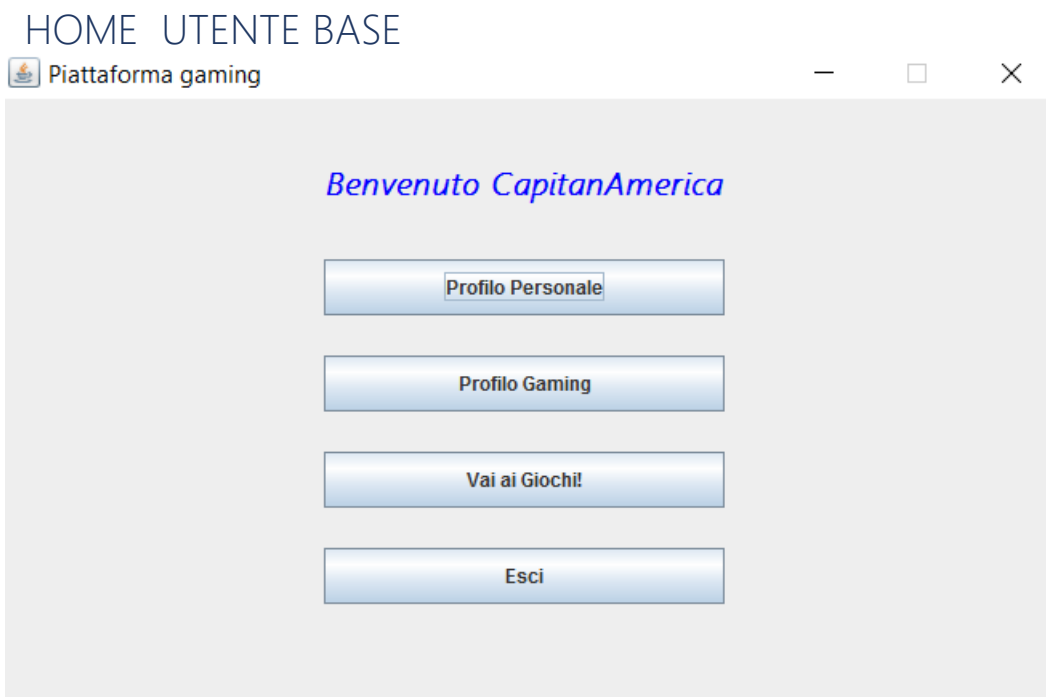 HOME UTENTE BASE
Piattaforma gaming
Benvenuto CapitanAmerica
Profilo Personale
Profilo Gaming
Vai ai Giochi!
Esci